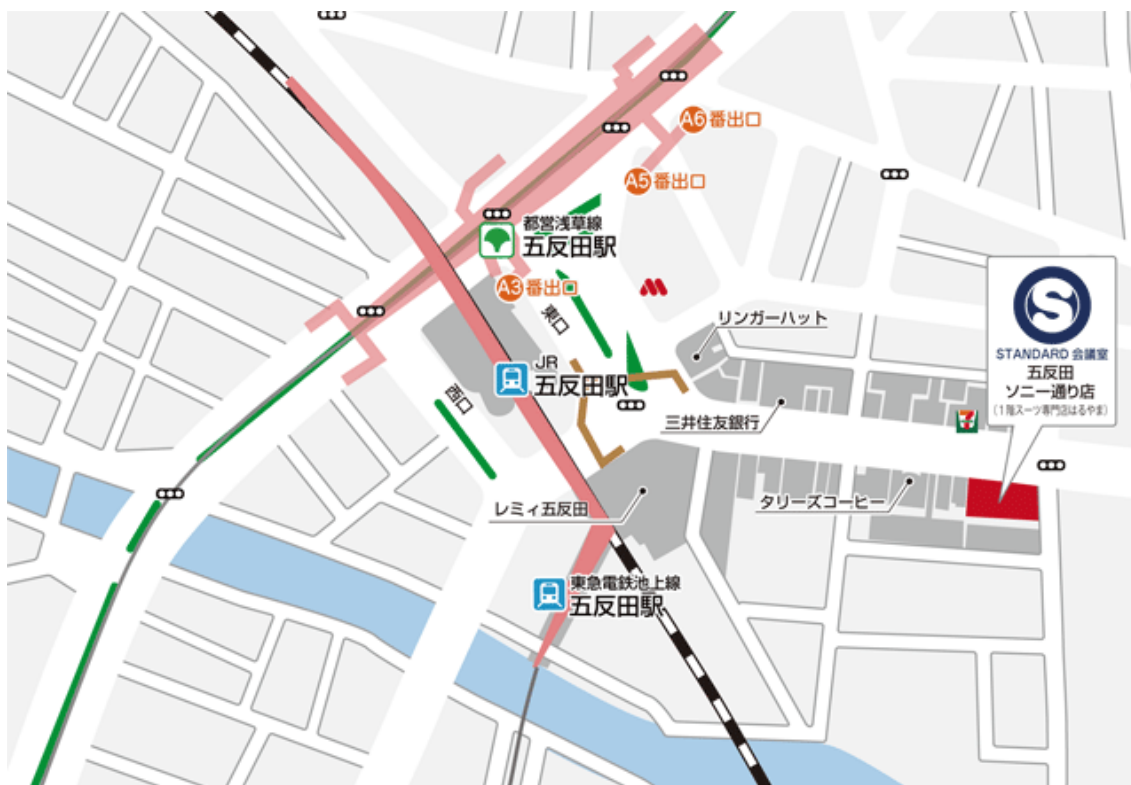 A6番出口
A5番出口
都営浅草線
五反田駅
A3番出口
東口
リンガーハット
S
STANDARD 会議室
五反田
ソニー通り店
(1階スーツ専門店はるやま)
JR
五反田駅
西口
三井住友銀行
7
レミィ五反田
タリーズコーヒー
東急電鉄池上線
五反田駅